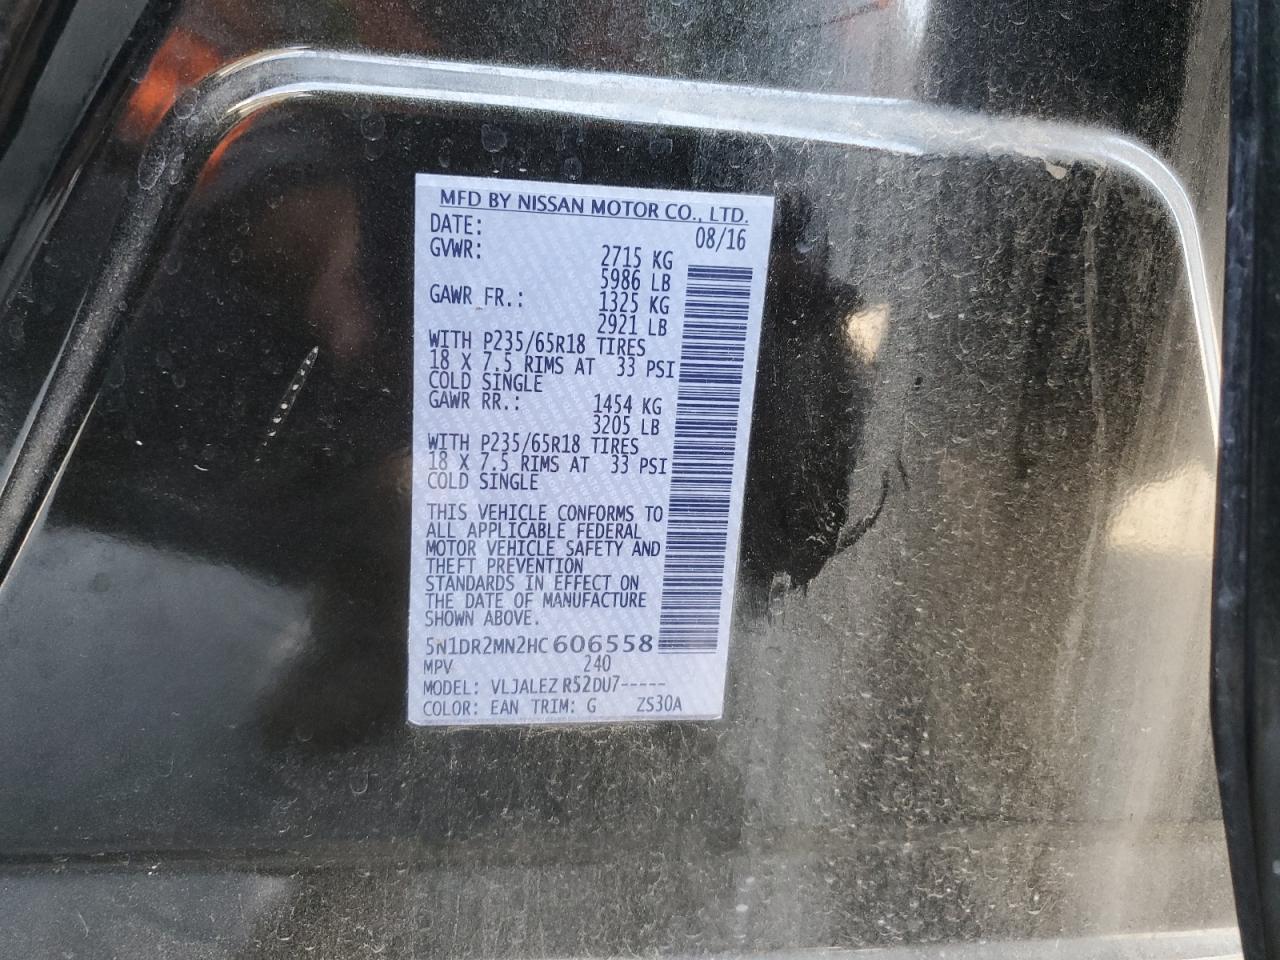 MFD BY NISSAN MOTOR CO., LTD.
DATE: 08/16
GVWR: 2715 KG
5986 LB
GAWR FR.: 1325 KG
2921 LB
WITH P235/65R18 TIRES
18 X 7.5 RIMS AT 33 PSI
COLD SINGLE
GAWR RR.: 1454 KG
3205 LB
WITH P235/65R18 TIRES
18 X 7.5 RIMS AT 33 PSI
COLD SINGLE
THIS VEHICLE CONFORMS TO
ALL APPLICABLE FEDERAL
MOTOR VEHICLE SAFETY AND
THEFT PREVENTION
STANDARDS IN EFFECT ON
THE DATE OF MANUFACTURE
SHOWN ABOVE.
5N1DR2MN2HC606558
MPV 240
MODEL: VLJALEZ R52DU7-----
COLOR: EAN TRIM: G ZS30A